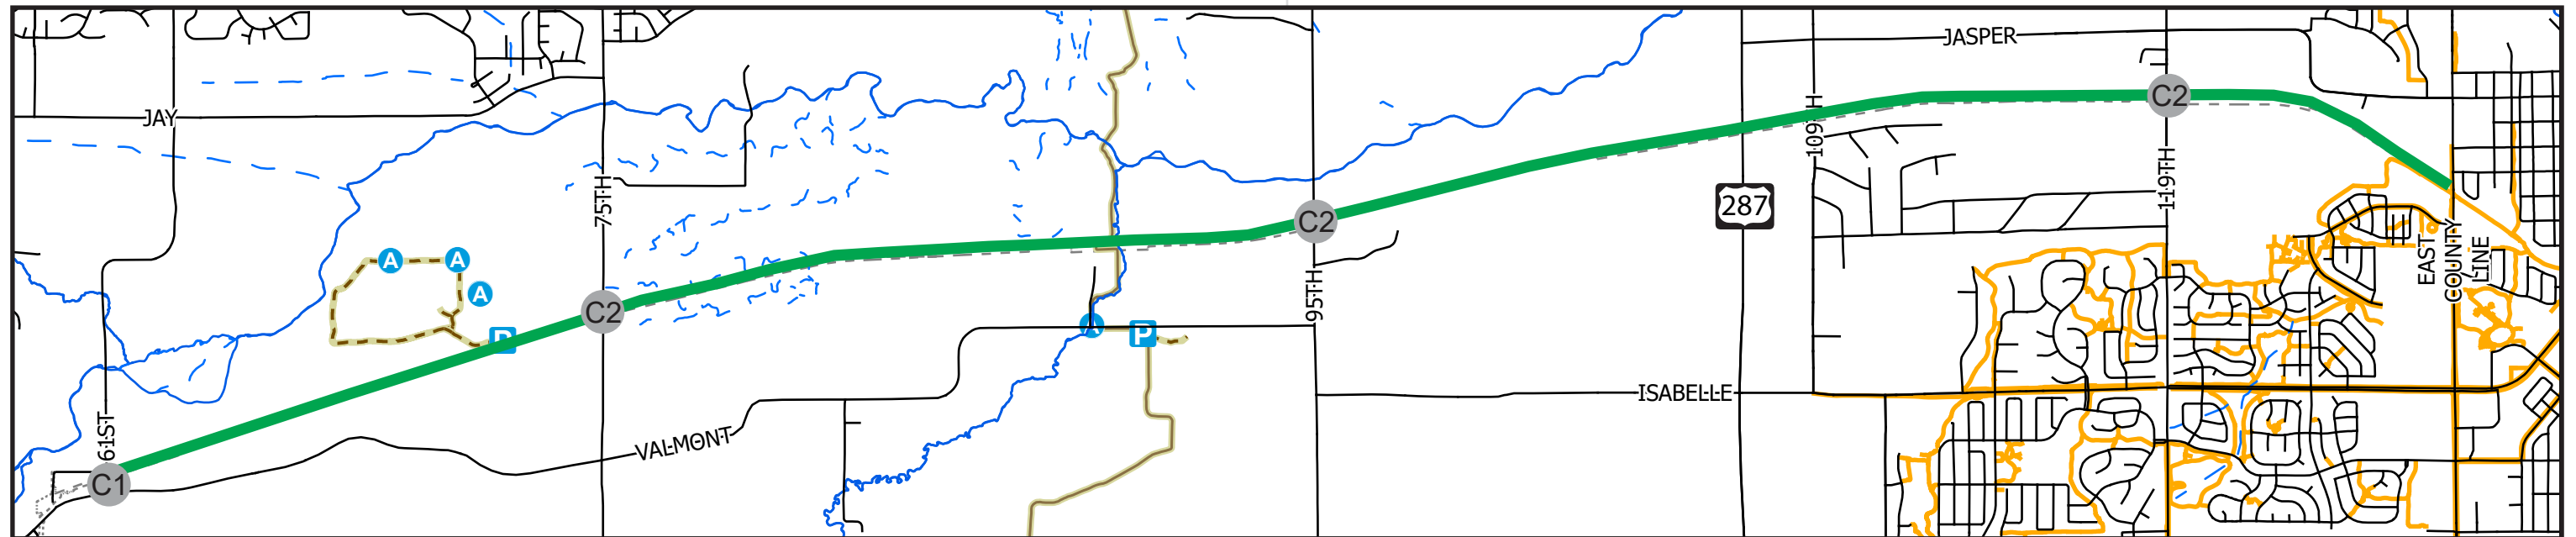 JASPER
C2
JAY
109TH
119TH
75TH
287
C2
A
A
A
EAST
COUNTY
LINE
95TH
C2
P
A
P
ISABELLE
61ST
VALMONT
C1